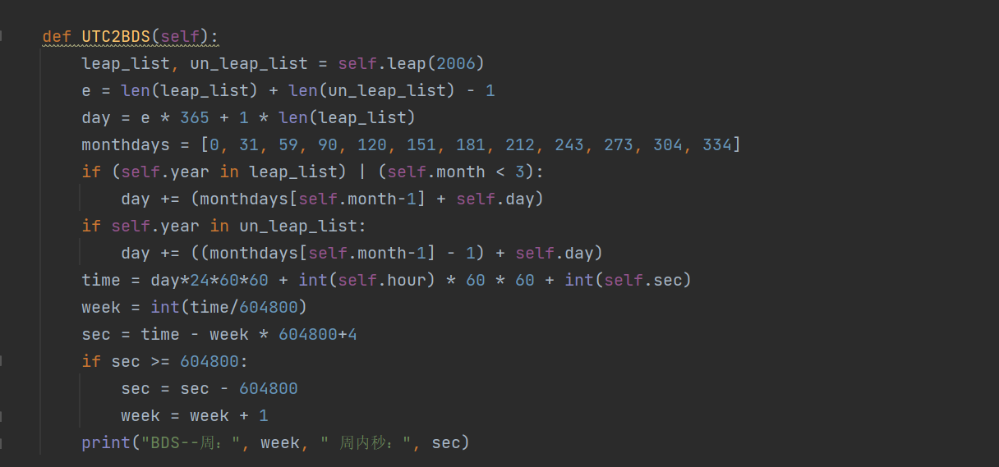 def UTC2BDS(self):
    leap_list, un_leap_list = self.leap(2006)
    e = len(leap_list) + len(un_leap_list) - 1
    day = e * 365 + 1 * len(leap_list)
    monthdays = [0, 31, 59, 90, 120, 151, 181, 212, 243, 273, 304, 334]
    if (self.year in leap_list) | (self.month < 3):
        day += (monthdays[self.month-1] + self.day)
    if self.year in un_leap_list:
        day += ((monthdays[self.month-1] - 1) + self.day)
    time = day*24*60*60 + int(self.hour) * 60 * 60 + int(self.sec)
    week = int(time/604800)
    sec = time - week * 604800+4
    if sec >= 604800:
        sec = sec - 604800
        week = week + 1
    print("BDS--周：", week, " 周内秒：", sec)